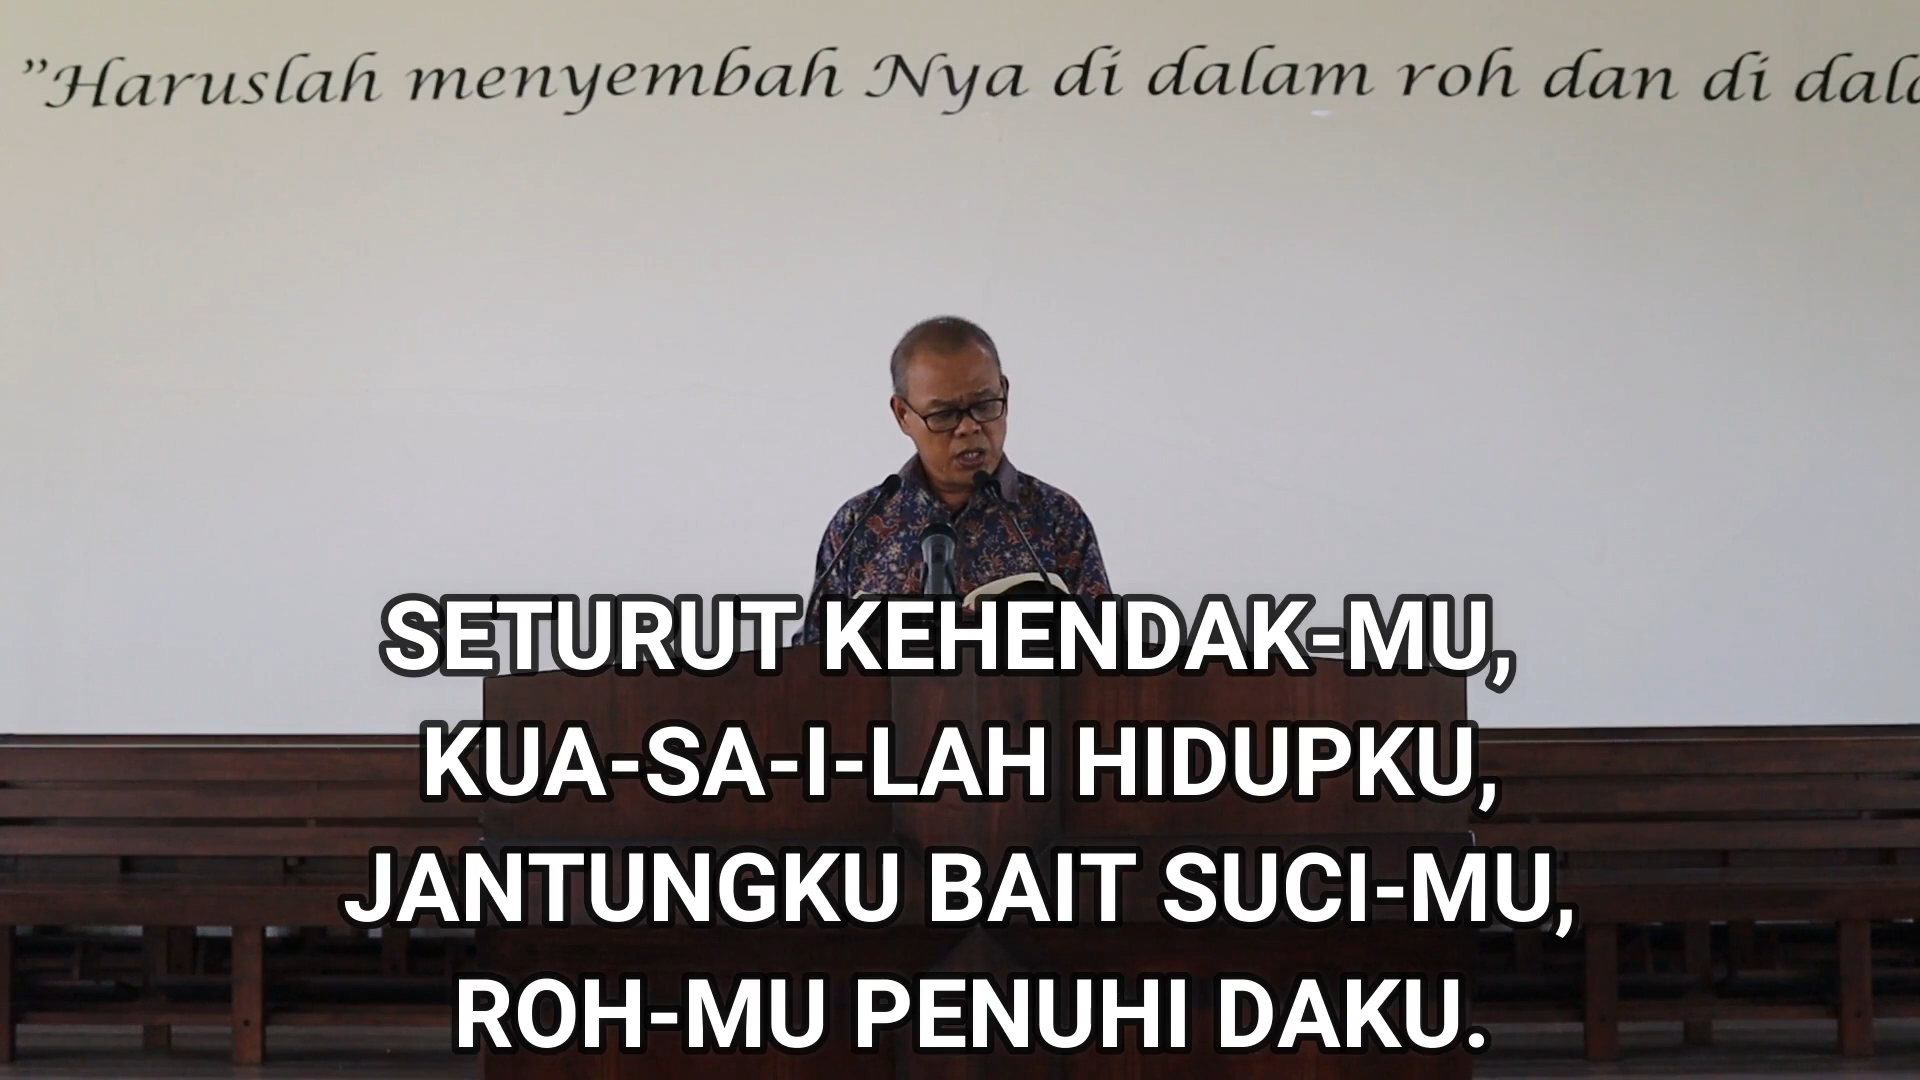 "Haruslah menyembah Nya di dalam roh dan di dala
SETURUT KEHENDAK-MU,
KUA-SA-I-LAH HIDUPKU,
JANTUNGKU BAIT SUCI-MU,
ROH-MU PENUHI DAKU.